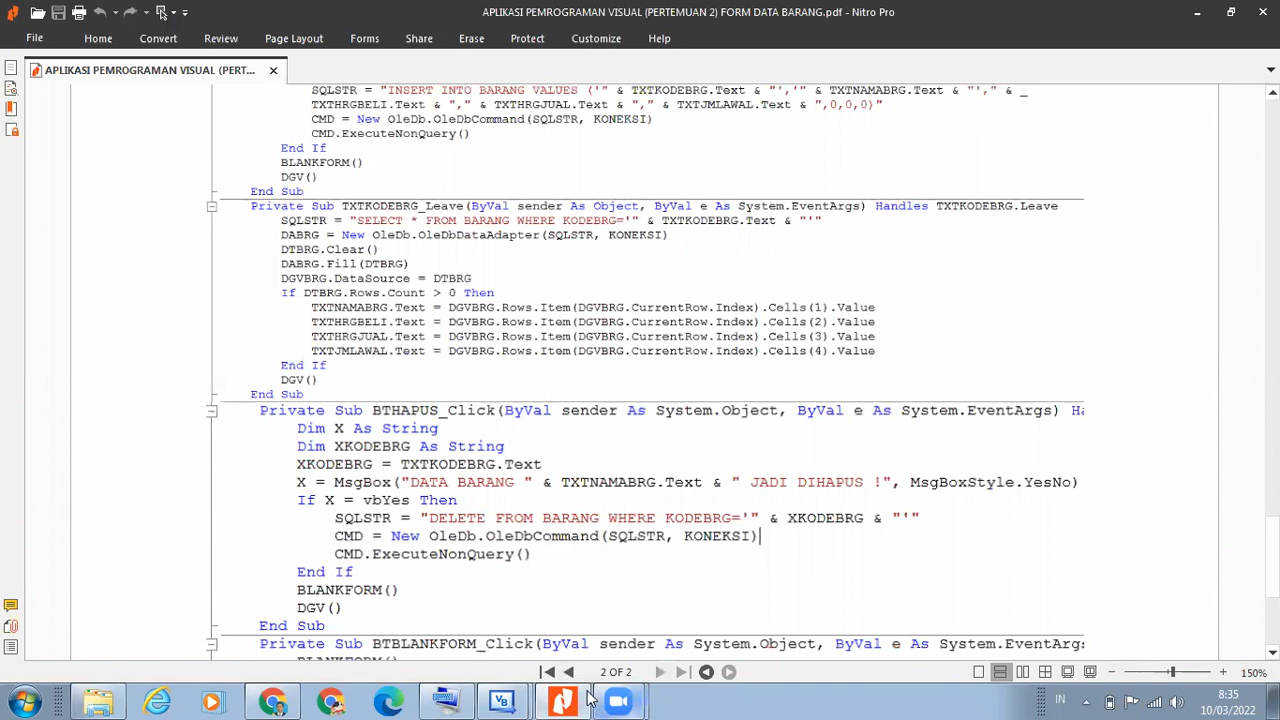 APLIKASI PEMROGRAMAN VISUAL (PERTEMUAN 2) FORM DATA BARANG.pdf - Nitro Pro
File Home Convert Review Page Layout Forms Share Erase Protect Customize Help
APLIKASI PEMROGRAMAN VISUAL (PERT...
SQLSTR = "INSERT INTO BARANG VALUES ('" & TXTKODEBRG.Text & "','" & TXTNAMABRG.Text & "'," & _
TXTHRGBELI.Text & "," & TXTHRGJUAL.Text & "," & TXTJMLAWAL.Text & ",0,0,0)"
CMD = New OleDb.OleDbCommand(SQLSTR, KONEKSI)
CMD.ExecuteNonQuery()
End If
BLANKFORM()
DGV()
End Sub
Private Sub TXTKODEBRG_Leave(ByVal sender As Object, ByVal e As System.EventArgs) Handles TXTKODEBRG.Leave
SQLSTR = "SELECT * FROM BARANG WHERE KODEBRG='" & TXTKODEBRG.Text & "'"
DABRG = New OleDb.OleDbDataAdapter(SQLSTR, KONEKSI)
DTBRG.Clear()
DABRG.Fill(DTBRG)
DGVBRG.DataSource = DTBRG
If DTBRG.Rows.Count > 0 Then
TXTNAMABRG.Text = DGVBRG.Rows.Item(DGVBRG.CurrentRow.Index).Cells(1).Value
TXTHRGBELI.Text = DGVBRG.Rows.Item(DGVBRG.CurrentRow.Index).Cells(2).Value
TXTHRGJUAL.Text = DGVBRG.Rows.Item(DGVBRG.CurrentRow.Index).Cells(3).Value
TXTJMLAWAL.Text = DGVBRG.Rows.Item(DGVBRG.CurrentRow.Index).Cells(4).Value
End If
DGV()
End Sub
Private Sub BTHAPUS_Click(ByVal sender As System.Object, ByVal e As System.EventArgs) Ha
Dim X As String
Dim XKODEBRG As String
XKODEBRG = TXTKODEBRG.Text
X = MsgBox("DATA BARANG " & TXTNAMABRG.Text & " JADI DIHAPUS !", MsgBoxStyle.YesNo)
If X = vbYes Then
SQLSTR = "DELETE FROM BARANG WHERE KODEBRG='" & XKODEBRG & "'"
CMD = New OleDb.OleDbCommand(SQLSTR, KONEKSI)
CMD.ExecuteNonQuery()
End If
BLANKFORM()
DGV()
End Sub
Private Sub BTBLANKFORM_Click(ByVal sender As System.Object, ByVal e As System.EventArgs
2 OF 2
150%
IN
8:35
10/03/2022